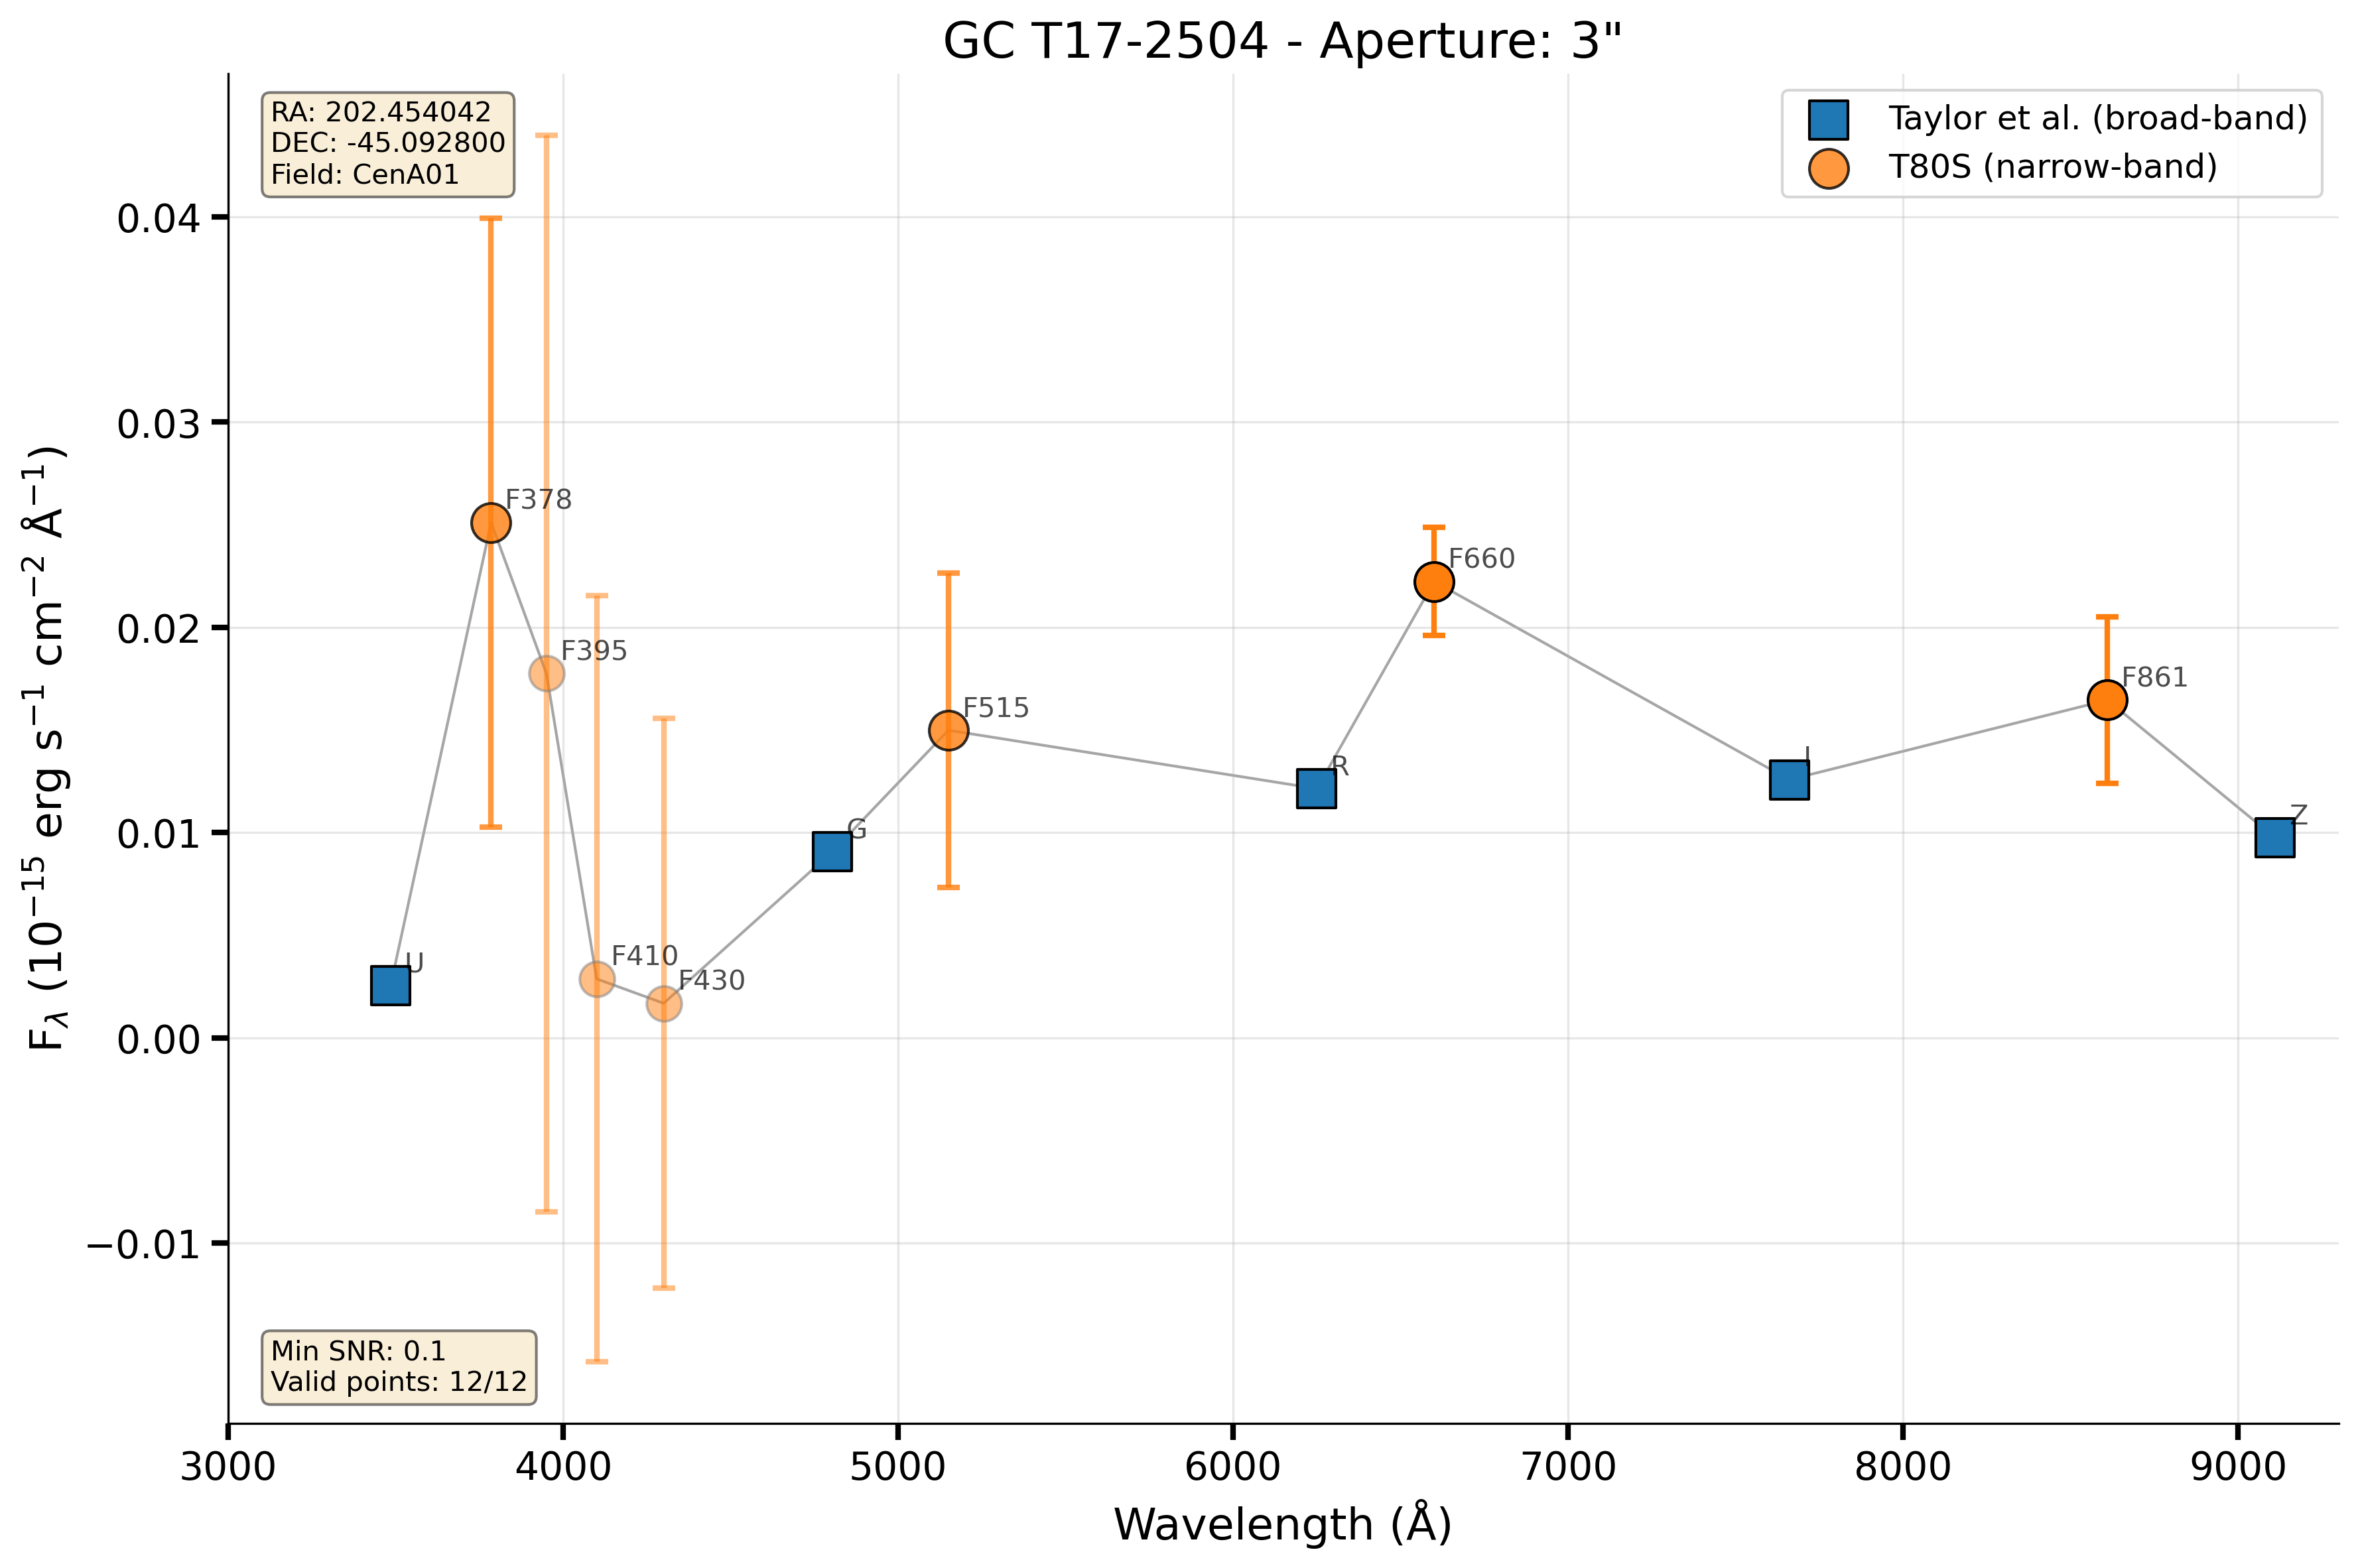 GC T17-2504 - Aperture: 3"
RA: 202.454042
DEC: -45.092800
Field: CenA01
Taylor et al. (broad-band)
T80S (narrow-band)
F_λ (10⁻¹⁵ erg s⁻¹ cm⁻² Å⁻¹)
0.04
0.03
0.02
0.01
0.00
−0.01
U
F378
F395
F410
F430
G
F515
R
F660
I
F861
Z
Min SNR: 0.1
Valid points: 12/12
3000
4000
5000
6000
7000
8000
9000
Wavelength (Å)